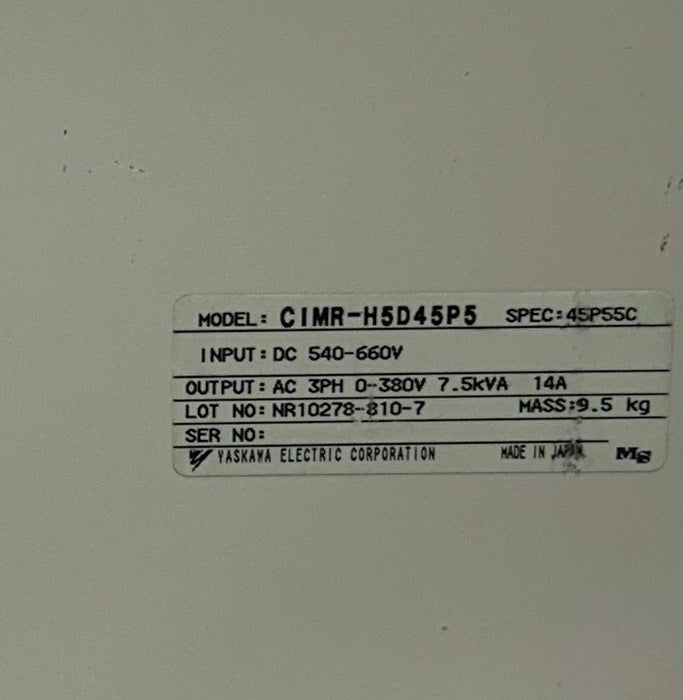 MODEL: CIMR-H5D45P5 SPEC: 45P55C
INPUT: DC 540-660V
OUTPUT: AC 3PH 0-380V 7.5kVA 14A
LOT NO: NR10278-810-7 MASS: 9.5 kg
SER NO:
YASKAWA ELECTRIC CORPORATION MADE IN JAPAN MS